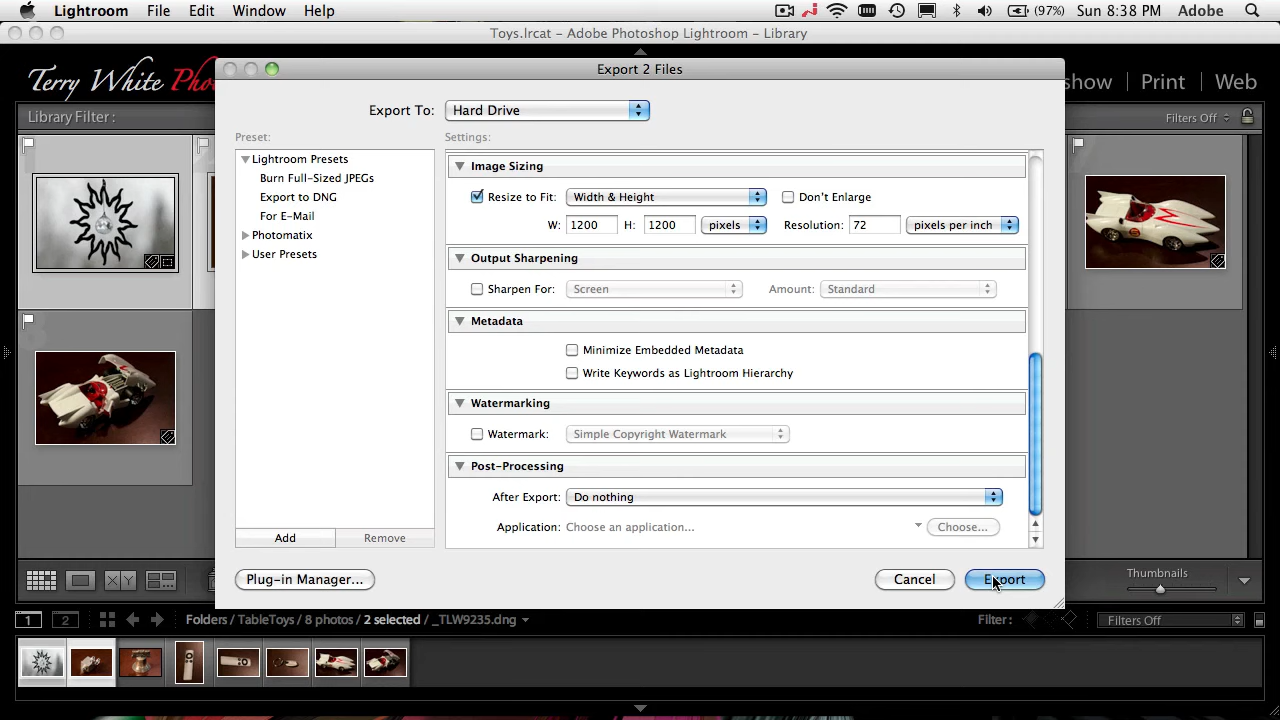 Lightroom File Edit Window Help (97%) Sun 8:38 PM Adobe
Toys.lrcat - Adobe Photoshop Lightroom - Library
Terry White show Print Web
Export 2 Files
Export To: Hard Drive
Library Filter : Filters Off
Preset: Settings:
Lightroom Presets
Burn Full-Sized JPEGs
Export to DNG
For E-Mail
Photomatix
User Presets
Add Remove
Image Sizing
Resize to Fit: Width & Height Don't Enlarge
W: 1200 H: 1200 pixels Resolution: 72 pixels per inch
Output Sharpening
Sharpen For: Screen Amount: Standard
Metadata
Minimize Embedded Metadata
Write Keywords as Lightroom Hierarchy
Watermarking
Watermark: Simple Copyright Watermark
Post-Processing
After Export: Do nothing
Application: Choose an application... Choose...
Plug-in Manager... Cancel Export
XY Thumbnails
1 2 Folders / TableToys / 8 photos / 2 selected / _TLW9235.dng Filter : Filters Off